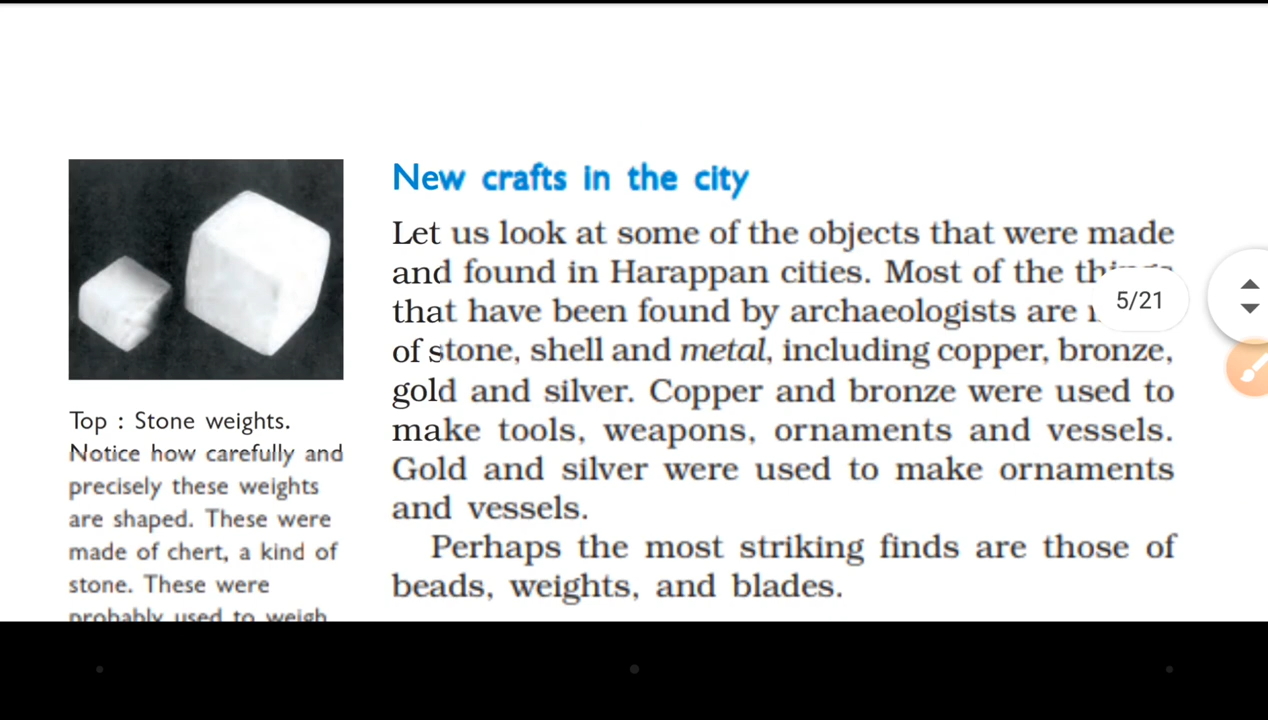 New crafts in the city
Let us look at some of the objects that were made
and found in Harappan cities. Most of the
that have been found by archaeologists are
of stone, shell and metal, including copper, bronze,
gold and silver. Copper and bronze were used to
make tools, weapons, ornaments and vessels.
Gold and silver were used to make ornaments
and vessels.
Perhaps the most striking finds are those of
beads, weights, and blades.
Top : Stone weights.
Notice how carefully and
precisely these weights
are shaped. These were
made of chert, a kind of
stone. These were
probably used to weigh
5/21